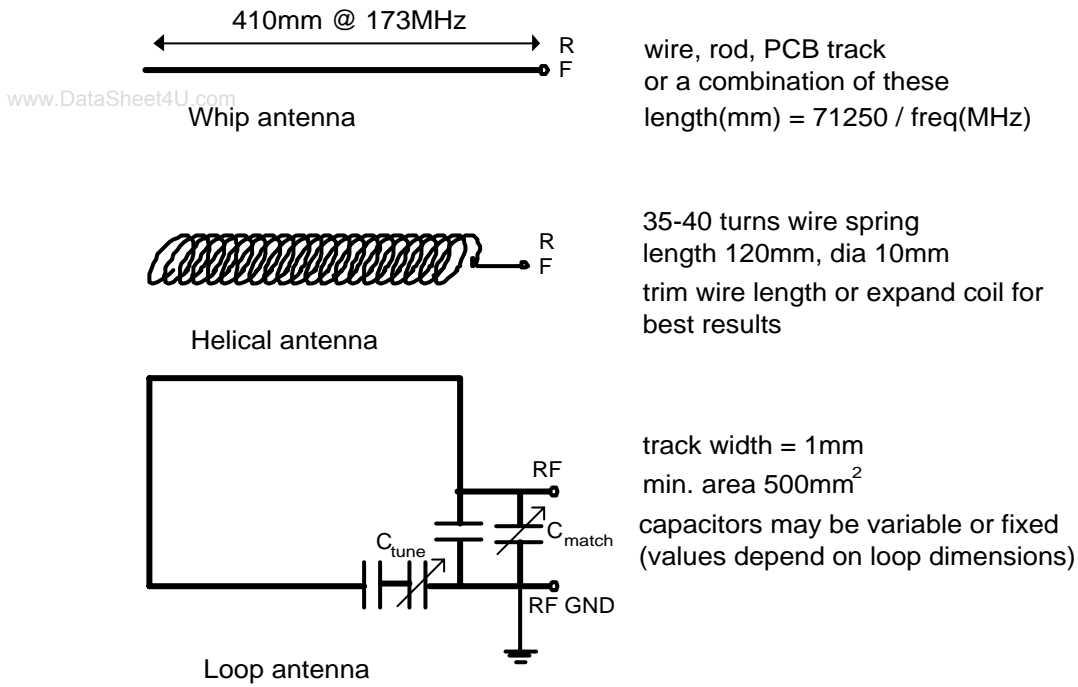 410mm @ 173MHz
R
F
wire, rod, PCB track
or a combination of these
length(mm) = 71250 / freq(MHz)
www.DataSheet4U.com
Whip antenna
R
F
35-40 turns wire spring
length 120mm, dia 10mm
trim wire length or expand coil for
best results
Helical antenna
track width = 1mm
min. area 500mm²
capacitors may be variable or fixed
(values depend on loop dimensions)
RF
Cmatch
Ctune
RF GND
Loop antenna